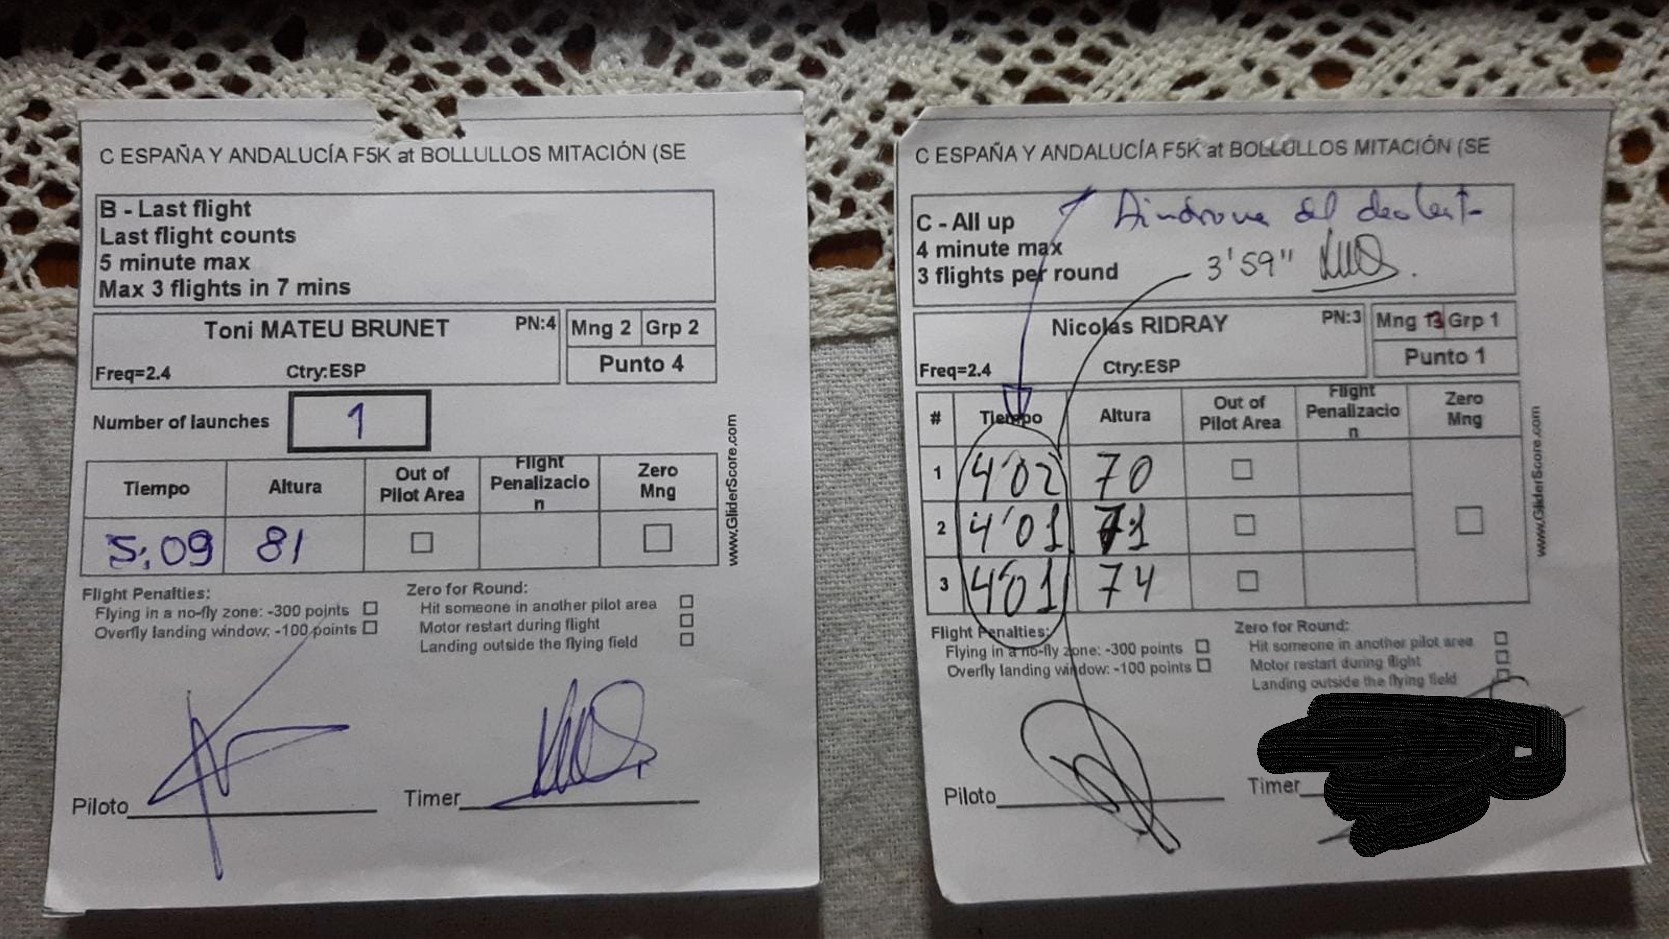 C ESPAÑA Y ANDALUCÍA F5K at BOLLULLOS MITACIÓN (SE
B - Last flight
Last flight counts
5 minute max
Max 3 flights in 7 mins
Toni MATEU BRUNET PN:4 Mng 2 Grp 2
Freq=2.4 Ctry:ESP Punto 4
Number of launches 1
Tiempo Altura Out of Pilot Area Flight Penalizacio n Zero Mng
5:09 81
www.GliderScore.com
Flight Penalties:
Flying in a no-fly zone: -300 points
Overfly landing window: -100 points
Zero for Round:
Hit someone in another pilot area
Motor restart during flight
Landing outside the flying field
Piloto Timer
C ESPAÑA Y ANDALUCÍA F5K at BOLLULLOS MITACIÓN (SE
C - All up
4 minute max
3 flights per round
del
3'59"
Nicolás RIDRAY PN:3 Mng 13 Grp 1
Freq=2.4 Ctry:ESP Punto 1
# Tiempo Altura Out of Pilot Area Flight Penalizacio n Zero Mng
1 4'02 70
2 4'01 71
3 4'01 74
www.GliderScore.com
Flight Penalties:
Flying in a no-fly zone: -300 points
Overfly landing window: -100 points
Zero for Round:
Hit someone in another pilot area
Motor restart during flight
Landing outside the flying field
Piloto Timer